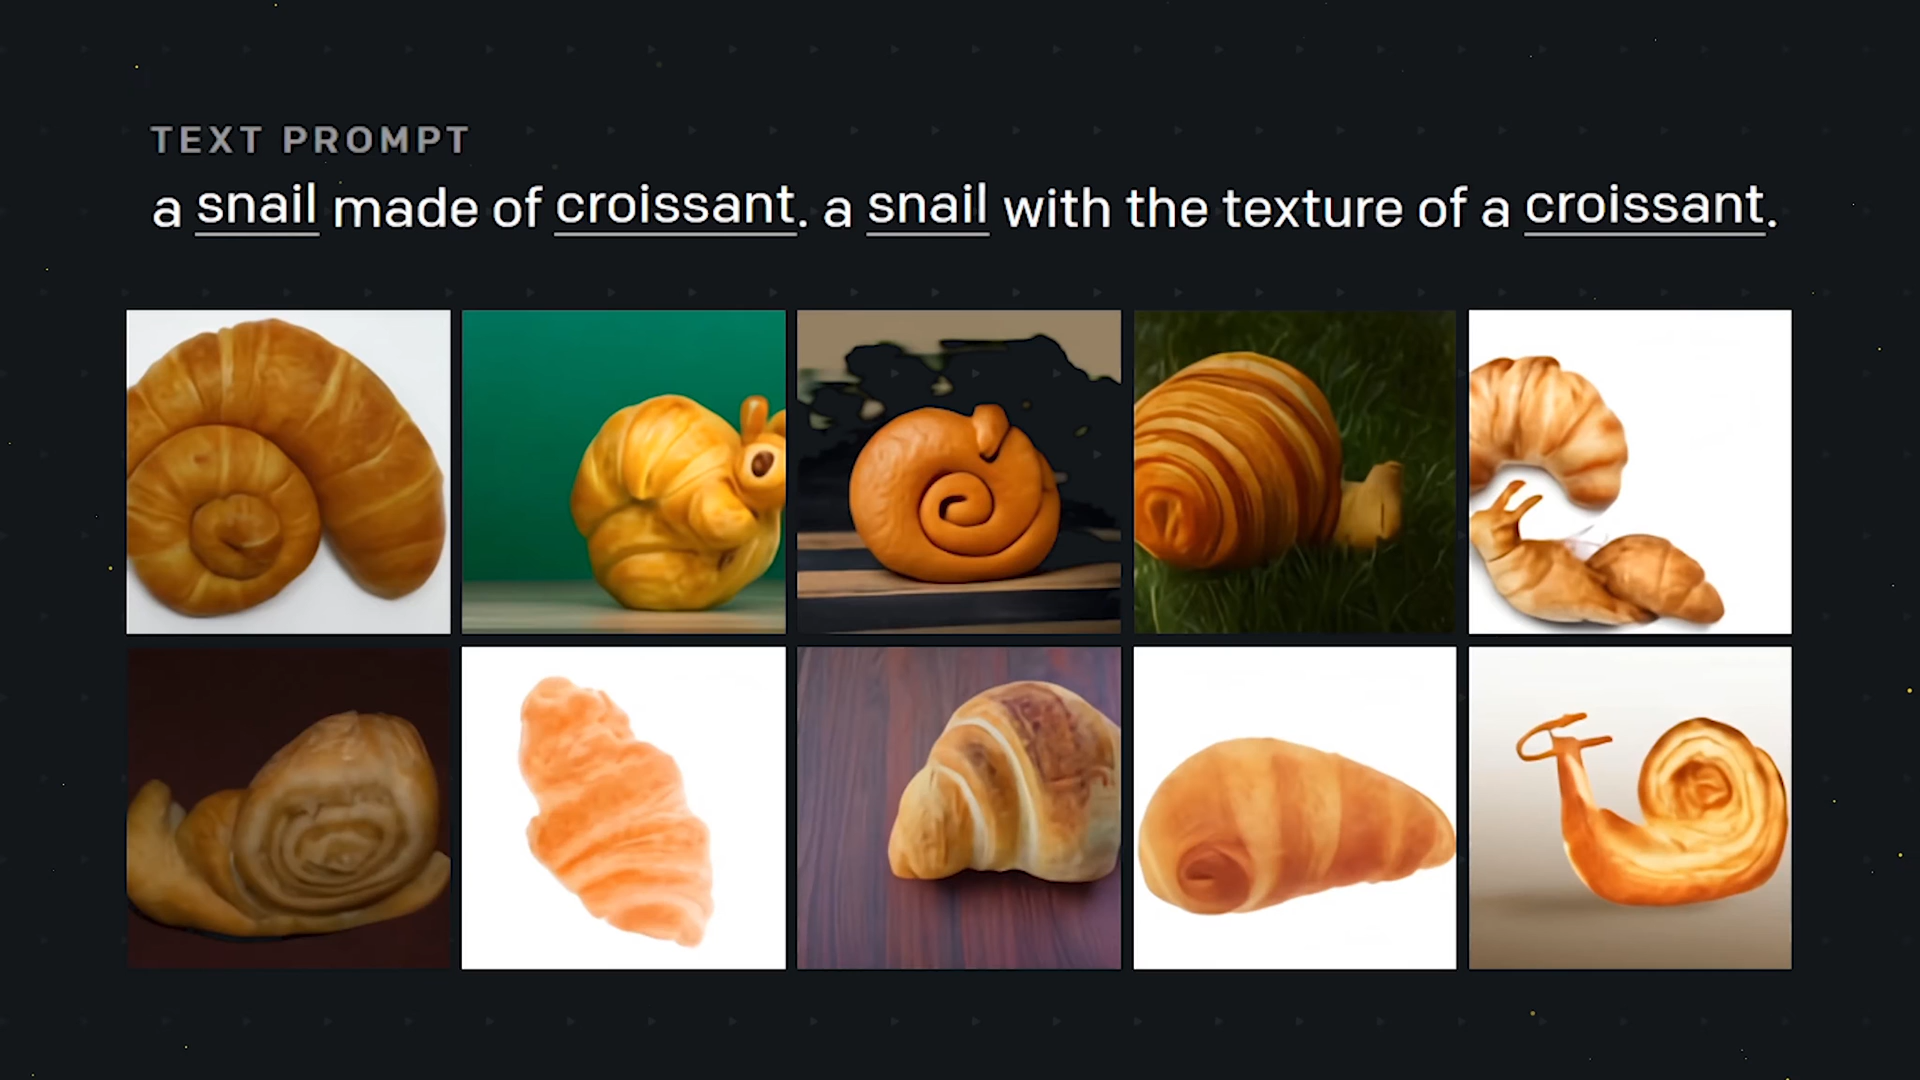 TEXT PROMPT
a snail made of croissant. a snail with the texture of a croissant.